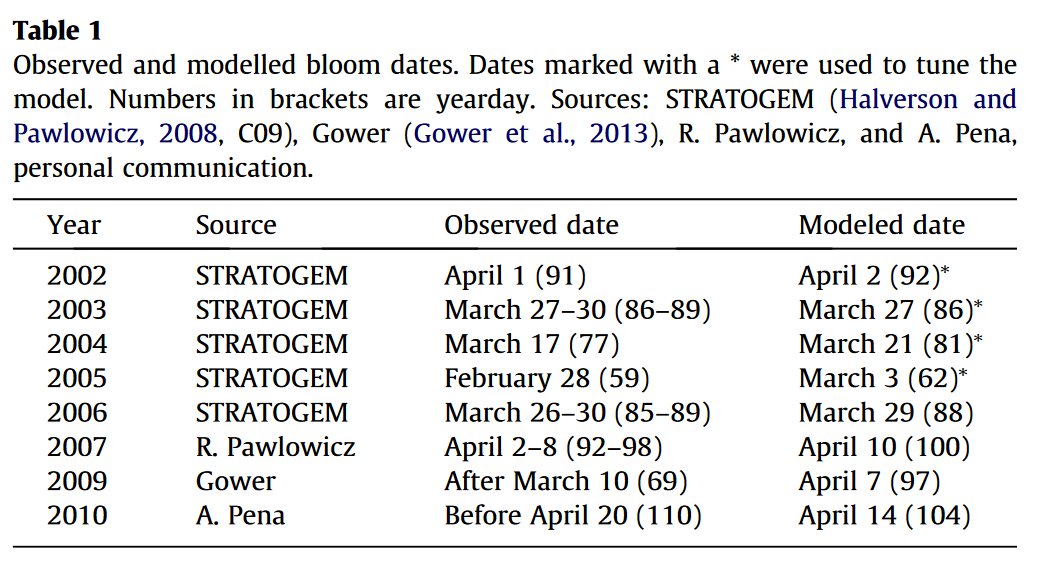 Table 1
Observed and modelled bloom dates. Dates marked with a * were used to tune the
model. Numbers in brackets are yearday. Sources: STRATOGEM (Halverson and
Pawlowicz, 2008, C09), Gower (Gower et al., 2013), R. Pawlowicz, and A. Pena,
personal communication.
Year Source Observed date Modeled date
2002 STRATOGEM April 1 (91) April 2 (92)*
2003 STRATOGEM March 27–30 (86–89) March 27 (86)*
2004 STRATOGEM March 17 (77) March 21 (81)*
2005 STRATOGEM February 28 (59) March 3 (62)*
2006 STRATOGEM March 26–30 (85–89) March 29 (88)
2007 R. Pawlowicz April 2–8 (92–98) April 10 (100)
2009 Gower After March 10 (69) April 7 (97)
2010 A. Pena Before April 20 (110) April 14 (104)